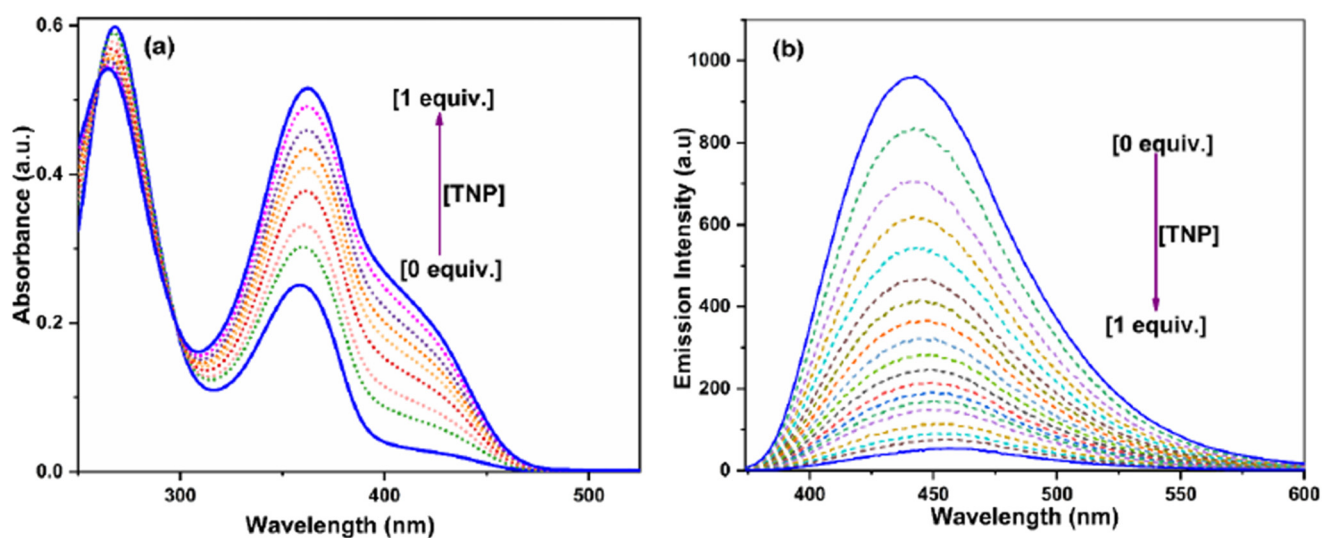 (a)
Absorbance (a.u.)
0.6
0.4
0.2
0.0
[1 equiv.]
[TNP]
[0 equiv.]
300
400
500
Wavelength (nm)
(b)
Emission Intensity (a.u)
1000
800
600
400
200
0
[0 equiv.]
[TNP]
[1 equiv.]
400
450
500
550
600
Wavelength (nm)